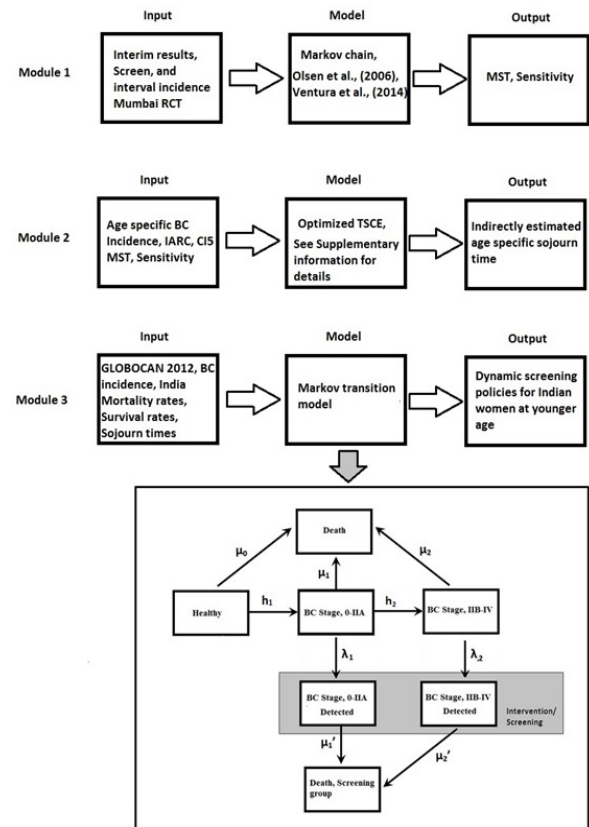 Input Model Output
Module 1
Interim results,
Screen, and
interval incidence
Mumbai RCT
Markov chain,
Olsen et al., (2006),
Ventura et al., (2014)
MST, Sensitivity
Input Model Output
Module 2
Age specific BC
Incidence, IARC, CI5
MST, Sensitivity
Optimized TSCE,
See Supplementary
information for
details
Indirectly estimated
age specific sojourn
time
Input Model Output
Module 3
GLOBOCAN 2012, BC
incidence, India
Mortality rates,
Survival rates,
Sojourn times
Markov transition
model
Dynamic screening
policies for Indian
women at younger
age
Death
μ₀ μ₁ μ₂
Healthy h₁ BC Stage, 0-IIA h₂ BC Stage, IIB-IV
λ₁ λ,₂
BC Stage, 0-IIA
Detected
BC Stage, IIB-IV
Detected
Intervention/
Screening
μ₁’ μ₂’
Death, Screening
group